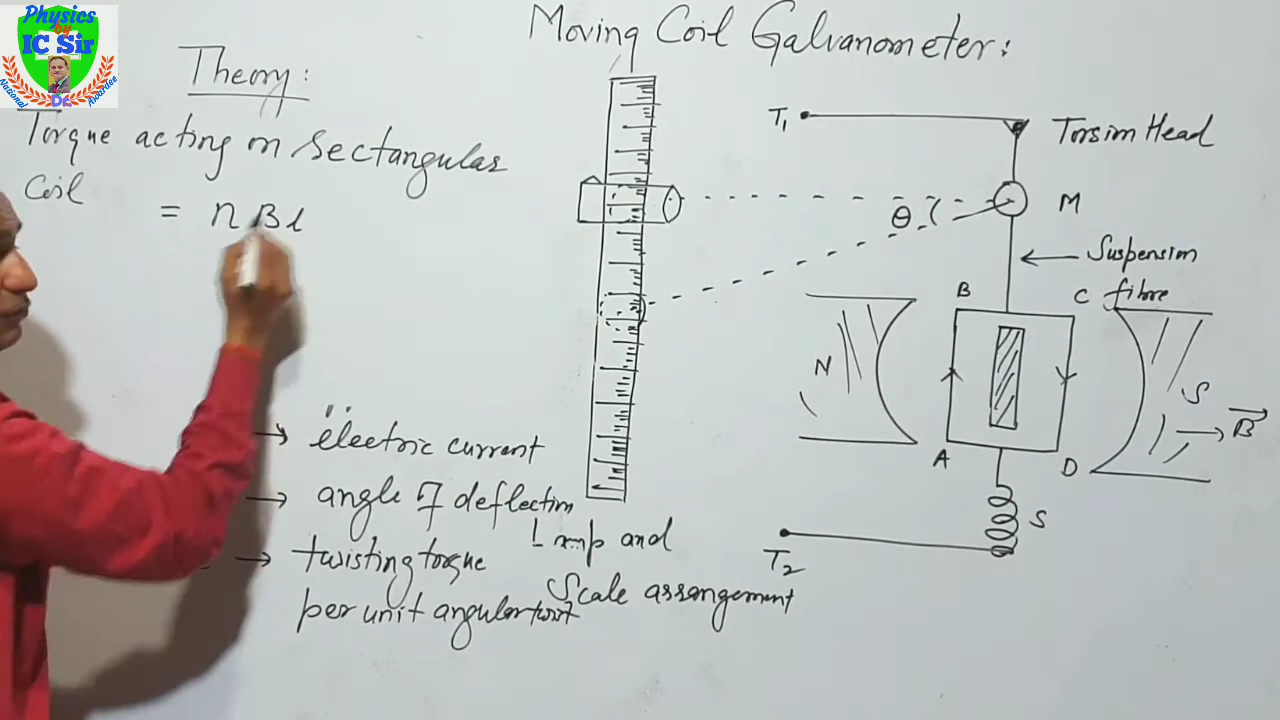 Physics
by
IC Sir
National
Awardee
Dr.
Moving Coil Galvanometer:
Theory:
Torque acting on rectangular
Coil
= n B i
→ electric current
→ angle of deflection
→ twisting torque
per unit angular twist
Lamp and
Scale arrangement
T1
Torsion Head
θ
M
← Suspension
fibre
B
C
N
S
→ B
A
D
S
T2